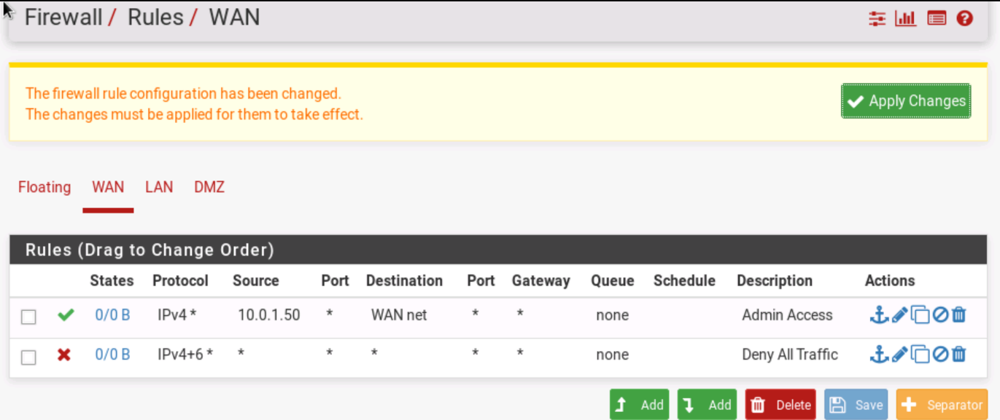 Firewall / Rules / WAN
The firewall rule configuration has been changed.
The changes must be applied for them to take effect.
Apply Changes
Floating WAN LAN DMZ
Rules (Drag to Change Order)
States Protocol Source Port Destination Port Gateway Queue Schedule Description Actions
0/0 B IPv4 * 10.0.1.50 * WAN net * * none Admin Access
0/0 B IPv4+6 * * * * * * none Deny All Traffic
Add Add Delete Save Separator